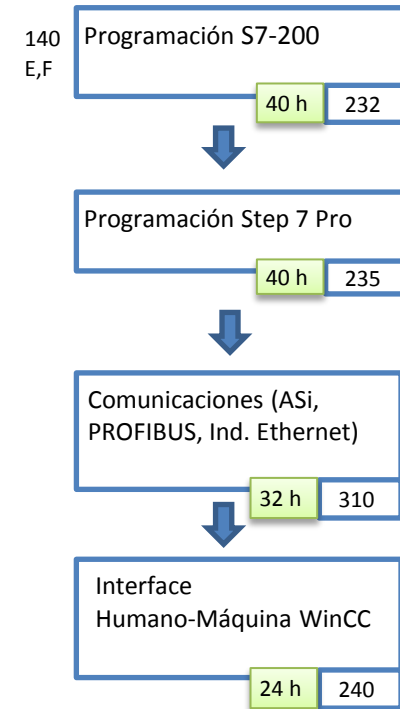 140
E,F
Programación S7-200
40 h
232
Programación Step 7 Pro
40 h
235
Comunicaciones (ASi,
PROFIBUS, Ind. Ethernet)
32 h
310
Interface
Humano-Máquina WinCC
24 h
240